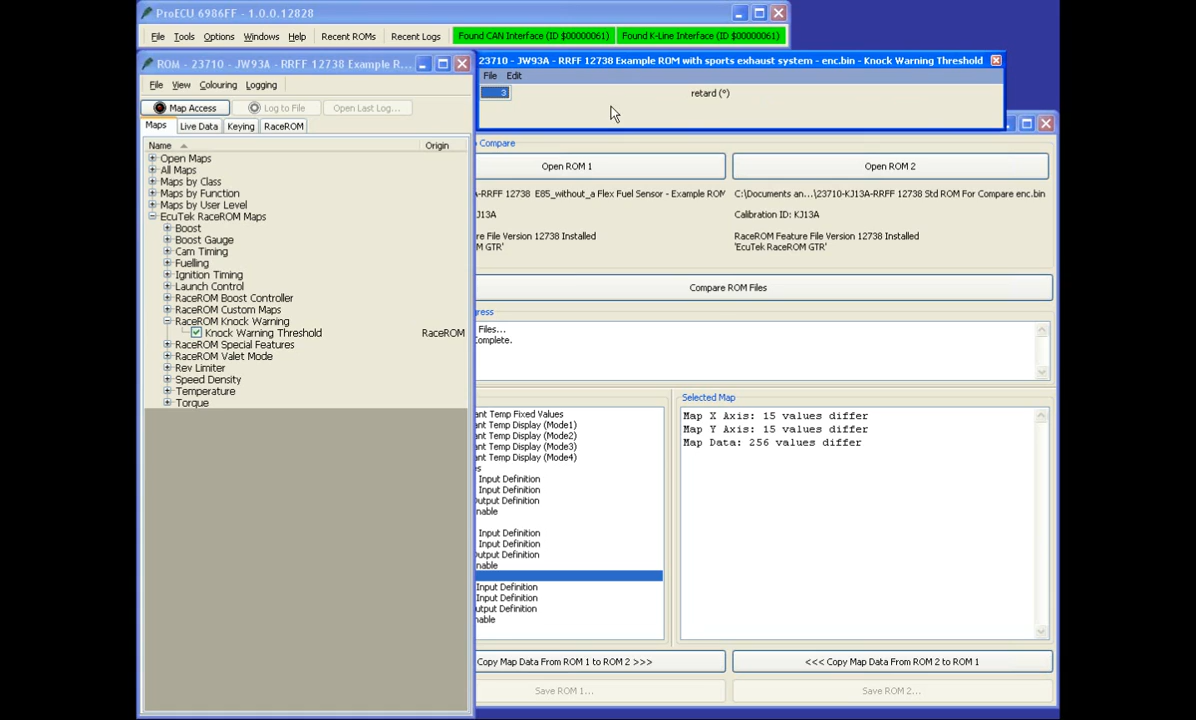 ProECU 6986FF - 1.0.0.12828
File Tools Options Windows Help Recent ROMs Recent Logs Found CAN Interface (ID $00000061) Found K-Line Interface (ID $00000061)
ROM - 23710 - JW93A - RRFF 12738 Example R...
File View Colouring Logging
Map Access Log to File Open Last Log...
Maps Live Data Keying RaceROM
Name Origin
Open Maps
All Maps
Maps by Class
Maps by Function
Maps by User Level
EcuTek RaceROM Maps
Boost
Boost Gauge
Cam Timing
Fuelling
Ignition Timing
Launch Control
RaceROM Boost Controller
RaceROM Custom Maps
RaceROM Knock Warning
Knock Warning Threshold RaceROM
RaceROM Special Features
RaceROM Valet Mode
Rev Limiter
Speed Density
Temperature
Torque
23710 - JW93A - RRFF 12738 Example ROM with sports exhaust system - enc.bin - Knock Warning Threshold
File Edit
3 retard (°)
Compare
Open ROM 1 Open ROM 2
A-RRFF 12738 E85_without_a Flex Fuel Sensor - Example ROM C:\Documents an...\23710-KJ13A-RRFF 12738 Std ROM For Compare enc.bin
J13A Calibration ID: KJ13A
re File Version 12738 Installed RaceROM Feature File Version 12738 Installed
M GTR' 'EcuTek RaceROM GTR'
Compare ROM Files
gress
Files...
omplete.
Selected Map
ant Temp Fixed Values
ant Temp Display (Mode1)
ant Temp Display (Mode2)
ant Temp Display (Mode3)
ant Temp Display (Mode4)
es
Input Definition
Input Definition
Output Definition
nable
Input Definition
Input Definition
Output Definition
nable
Input Definition
Input Definition
utput Definition
nable
Map X Axis: 15 values differ
Map Y Axis: 15 values differ
Map Data: 256 values differ
Copy Map Data From ROM 1 to ROM 2 >>> <<< Copy Map Data From ROM 2 to ROM 1
Save ROM 1... Save ROM 2...